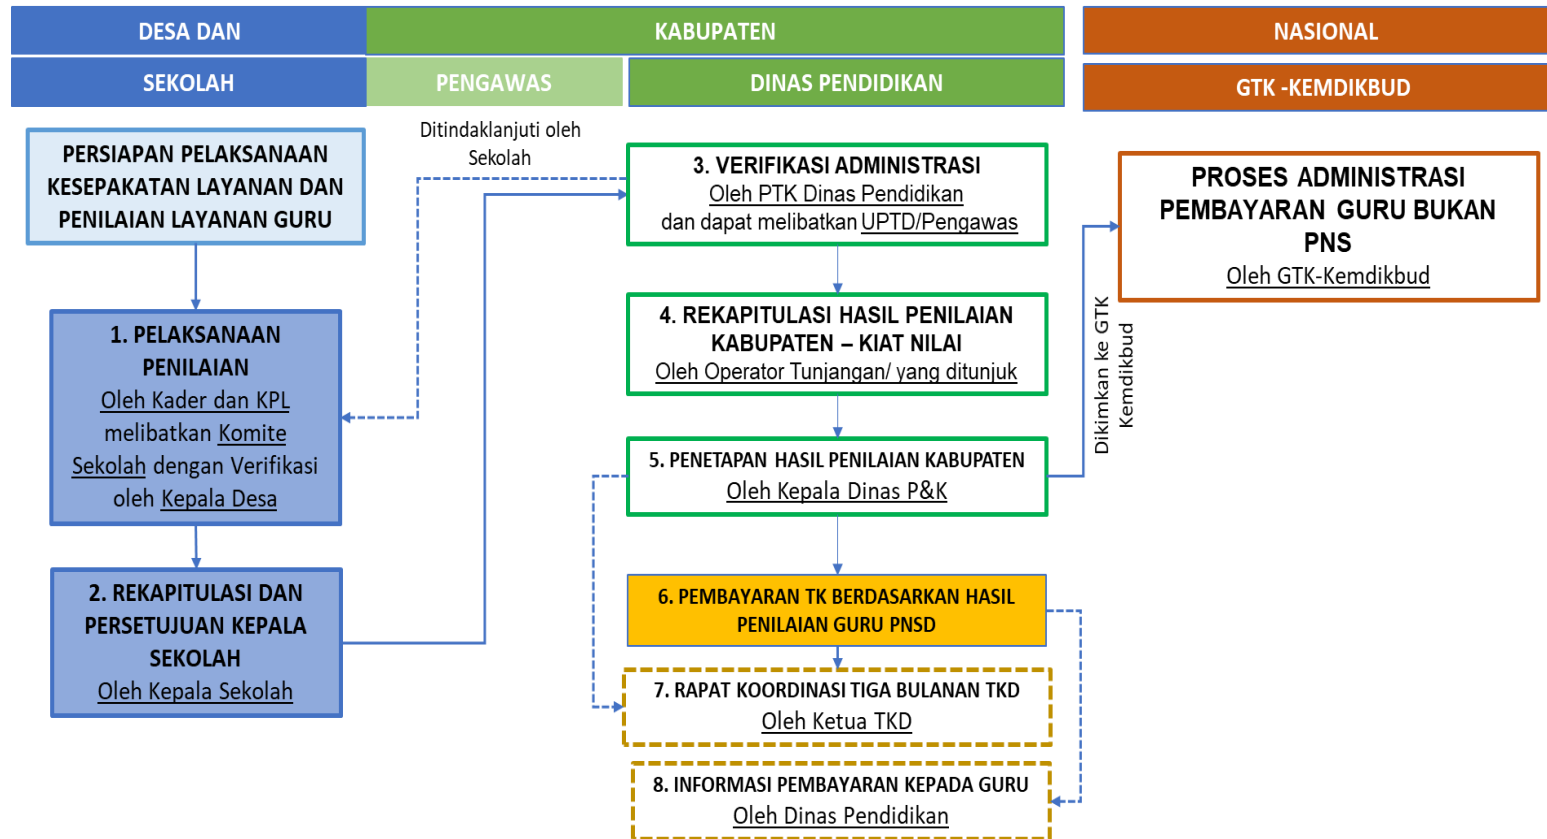 DESA DAN
KABUPATEN
NASIONAL
SEKOLAH
PENGAWAS
DINAS PENDIDIKAN
GTK -KEMDIKBUD
PERSIAPAN PELAKSANAAN
KESEPAKATAN LAYANAN DAN
PENILAIAN LAYANAN GURU
1. PELAKSANAAN
PENILAIAN
Oleh Kader dan KPL
melibatkan Komite
Sekolah dengan Verifikasi
oleh Kepala Desa
2. REKAPITULASI DAN
PERSETUJUAN KEPALA
SEKOLAH
Oleh Kepala Sekolah
Ditindaklanjuti oleh
Sekolah
3. VERIFIKASI ADMINISTRASI
Oleh PTK Dinas Pendidikan
dan dapat melibatkan UPTD/Pengawas
4. REKAPITULASI HASIL PENILAIAN
KABUPATEN – KIAT NILAI
Oleh Operator Tunjangan/ yang ditunjuk
5. PENETAPAN HASIL PENILAIAN KABUPATEN
Oleh Kepala Dinas P&K
6. PEMBAYARAN TK BERDASARKAN HASIL
PENILAIAN GURU PNSD
7. RAPAT KOORDINASI TIGA BULANAN TKD
Oleh Ketua TKD
8. INFORMASI PEMBAYARAN KEPADA GURU
Oleh Dinas Pendidikan
Dikimkan ke GTK
Kemdikbud
PROSES ADMINISTRASI
PEMBAYARAN GURU BUKAN
PNS
Oleh GTK-Kemdikbud